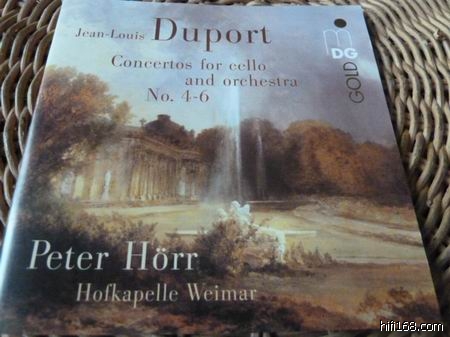 Jean-Louis Duport
Concertos for cello
and orchestra
No. 4-6
mDG
GOLD
Peter Hörr
Hofkapelle Weimar
hifi168.com